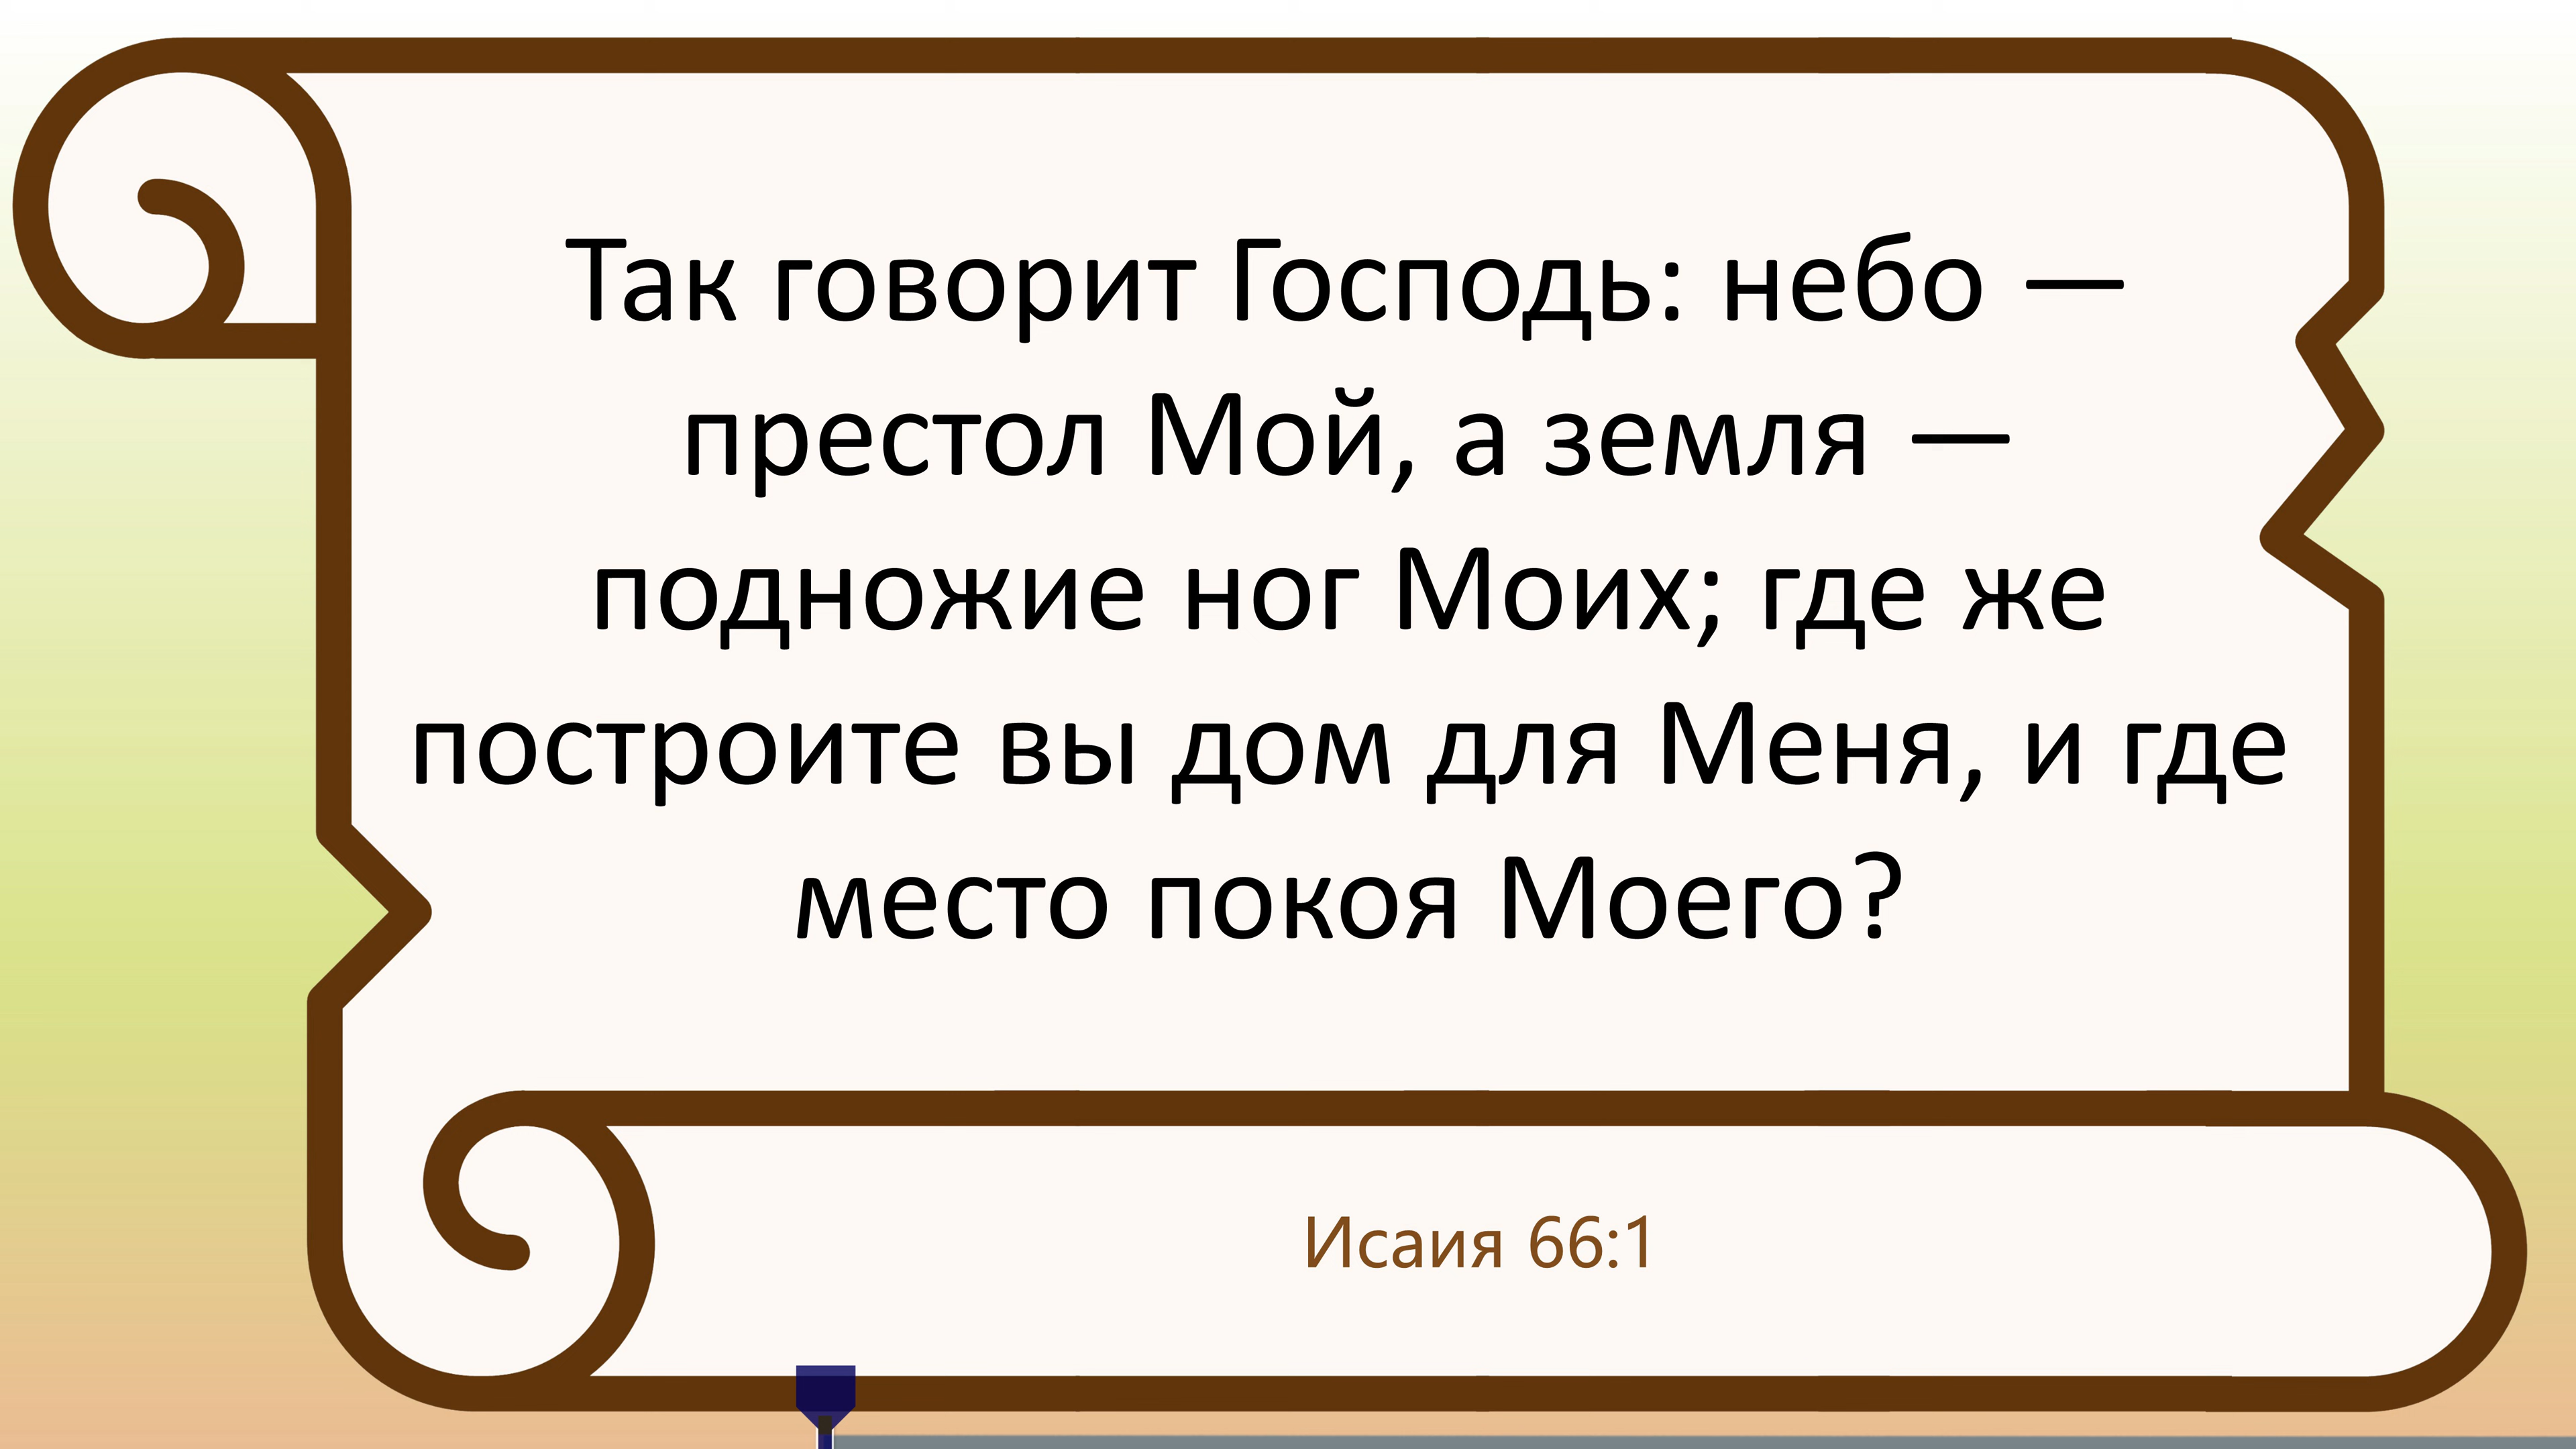 Так говорит Господь: небо —
престол Мой, а земля —
подножие ног Моих; где же
построите вы дом для Меня, и где
место покоя Моего?
Исаия 66:1